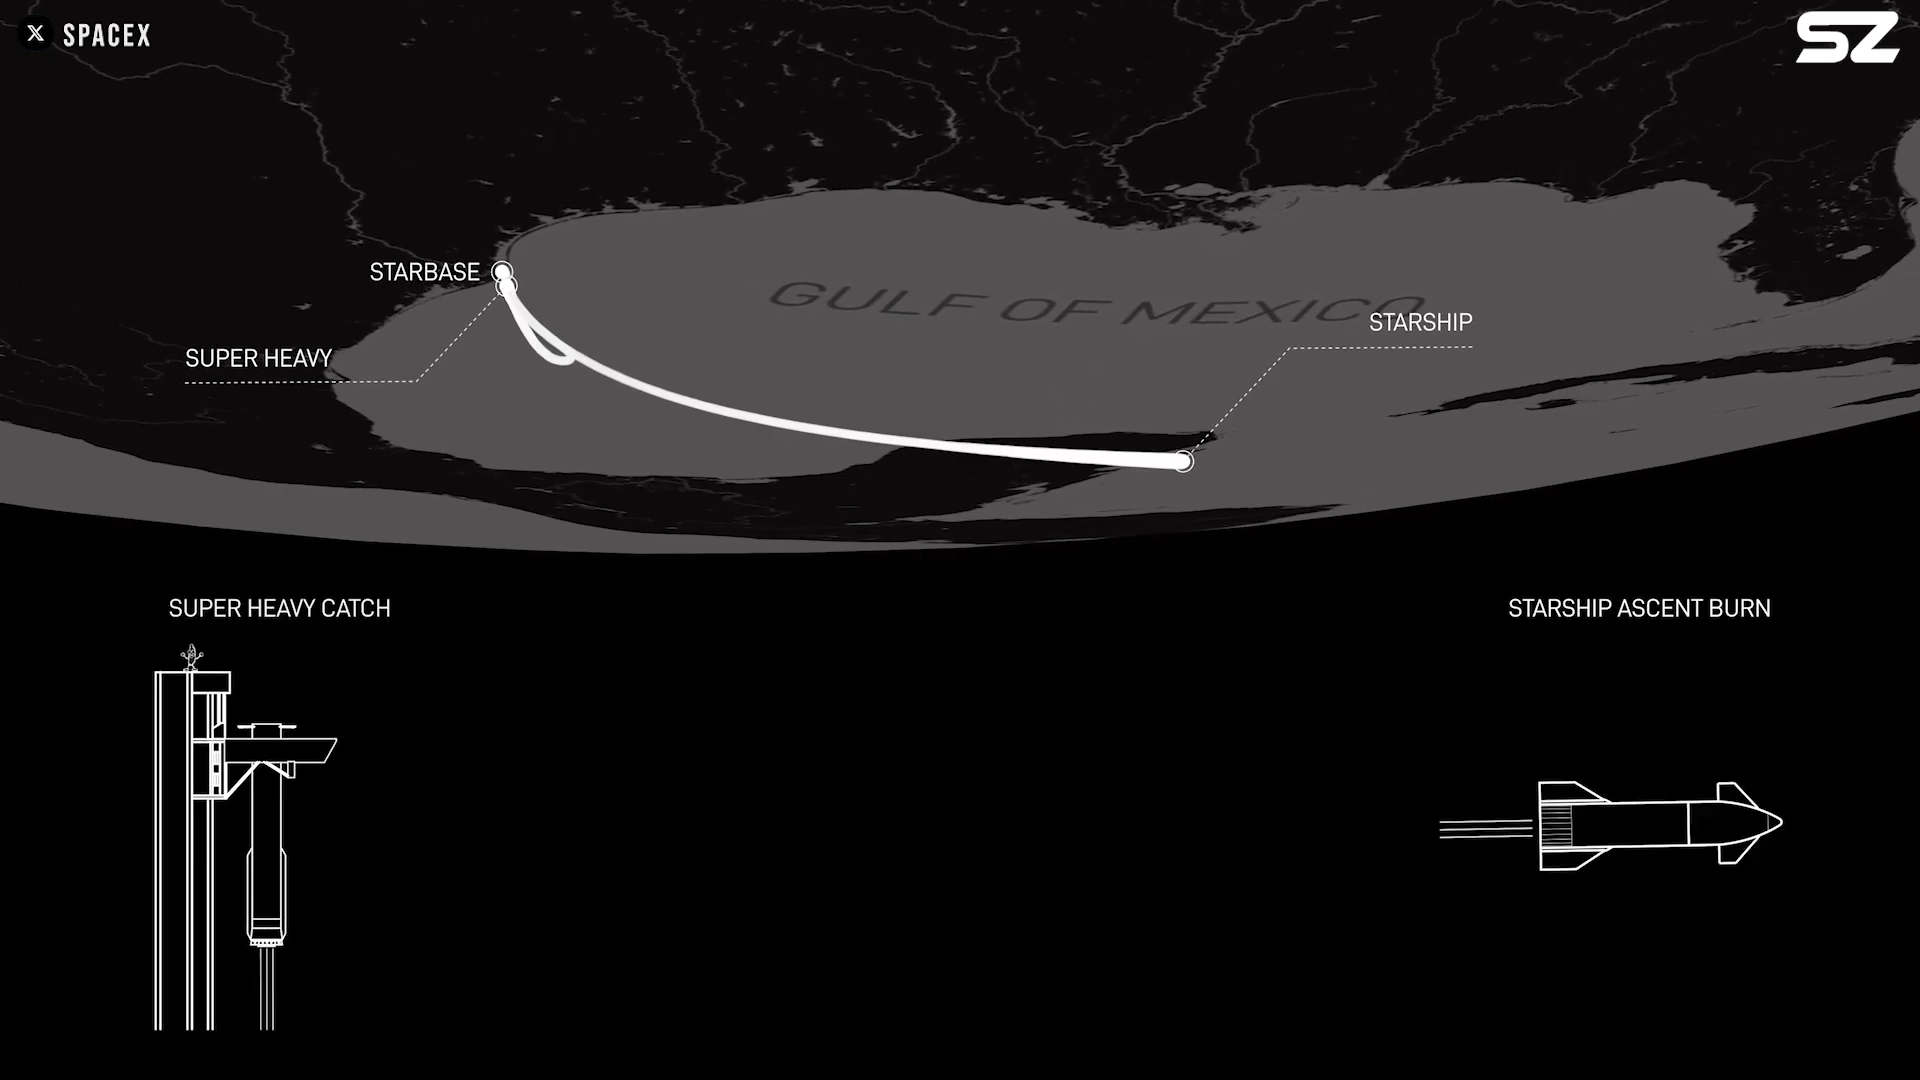 X SPACEX
SZ
STARBASE
GULF OF MEXICO
STARSHIP
SUPER HEAVY
SUPER HEAVY CATCH
STARSHIP ASCENT BURN